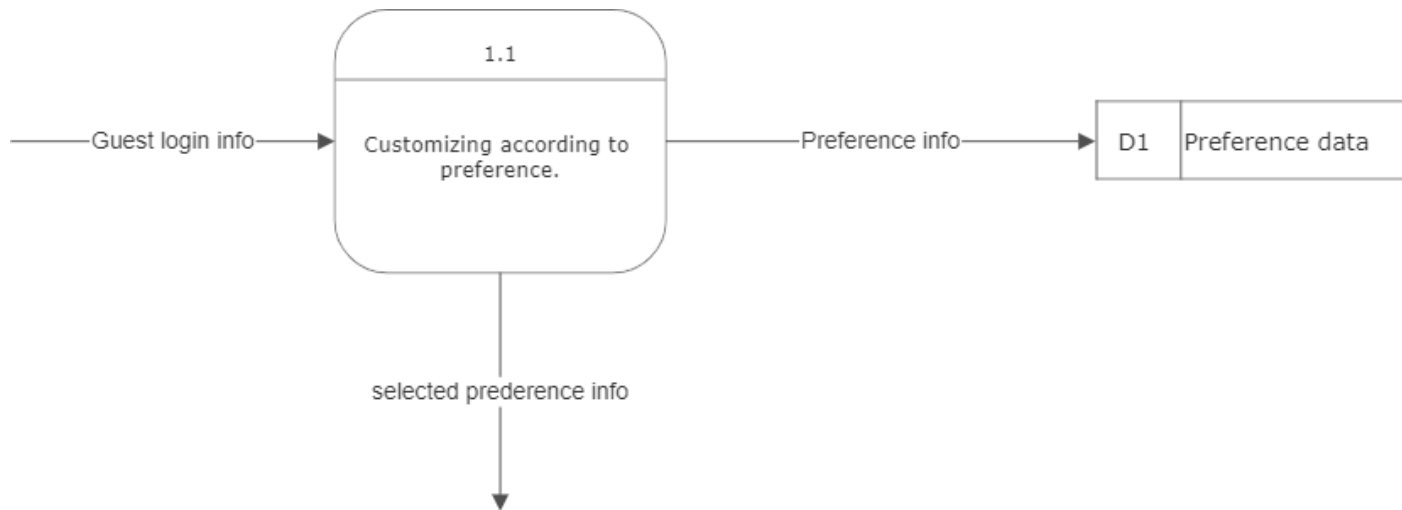 1.1
Guest login info
Customizing according to
preference.
Preference info
D1
Preference data
selected prederence info